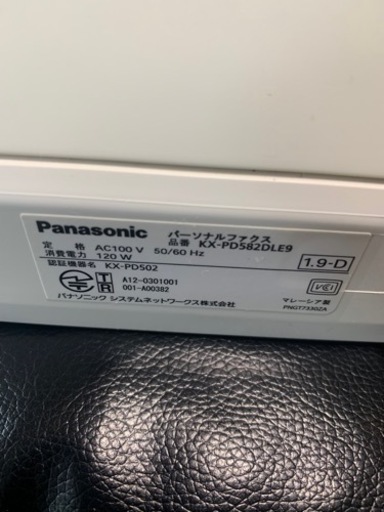 Panasonic パーソナルファクス
品番 KX-PD582DLE9
定 格 AC100 V 50/60 Hz
消費電力 120 W
認証機器名 KX-PD502
1.9-D
T A12-0301001
R 001-A00382
VCI
パナソニック システムネットワークス株式会社
マレーシア製
PNGT7330ZA